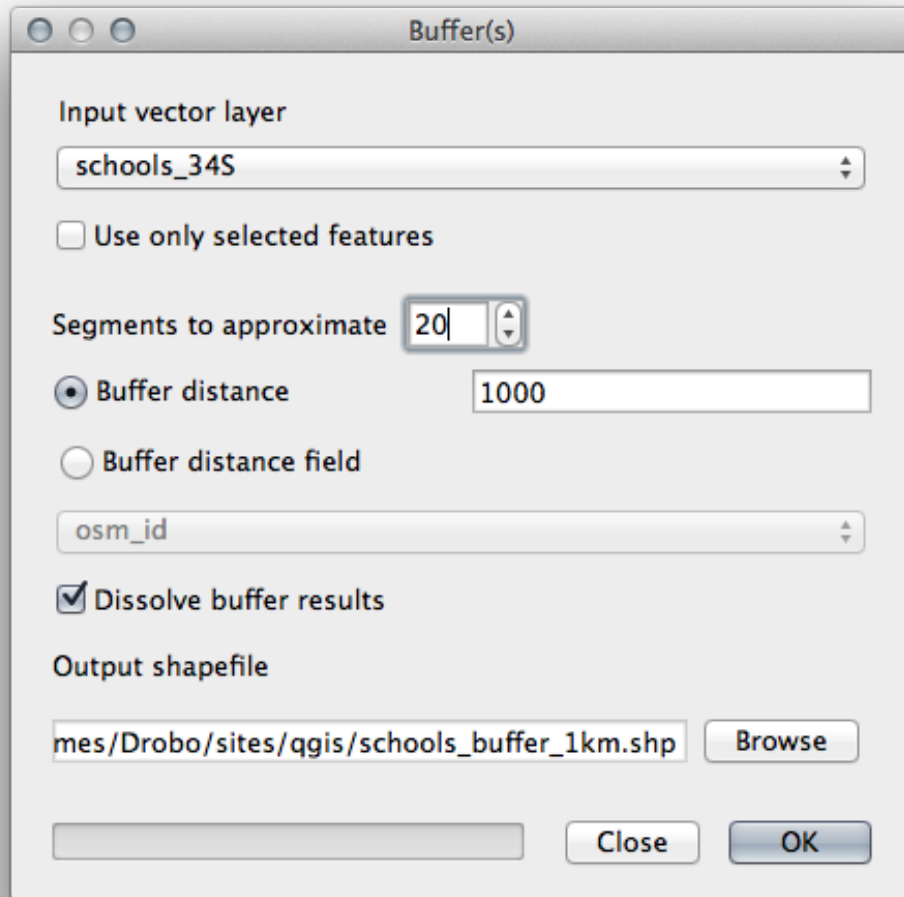 Buffer(s)
Input vector layer
schools_34S
Use only selected features
Segments to approximate 20
Buffer distance 1000
Buffer distance field
osm_id
Dissolve buffer results
Output shapefile
mes/Drobo/sites/qgis/schools_buffer_1km.shp Browse
Close OK